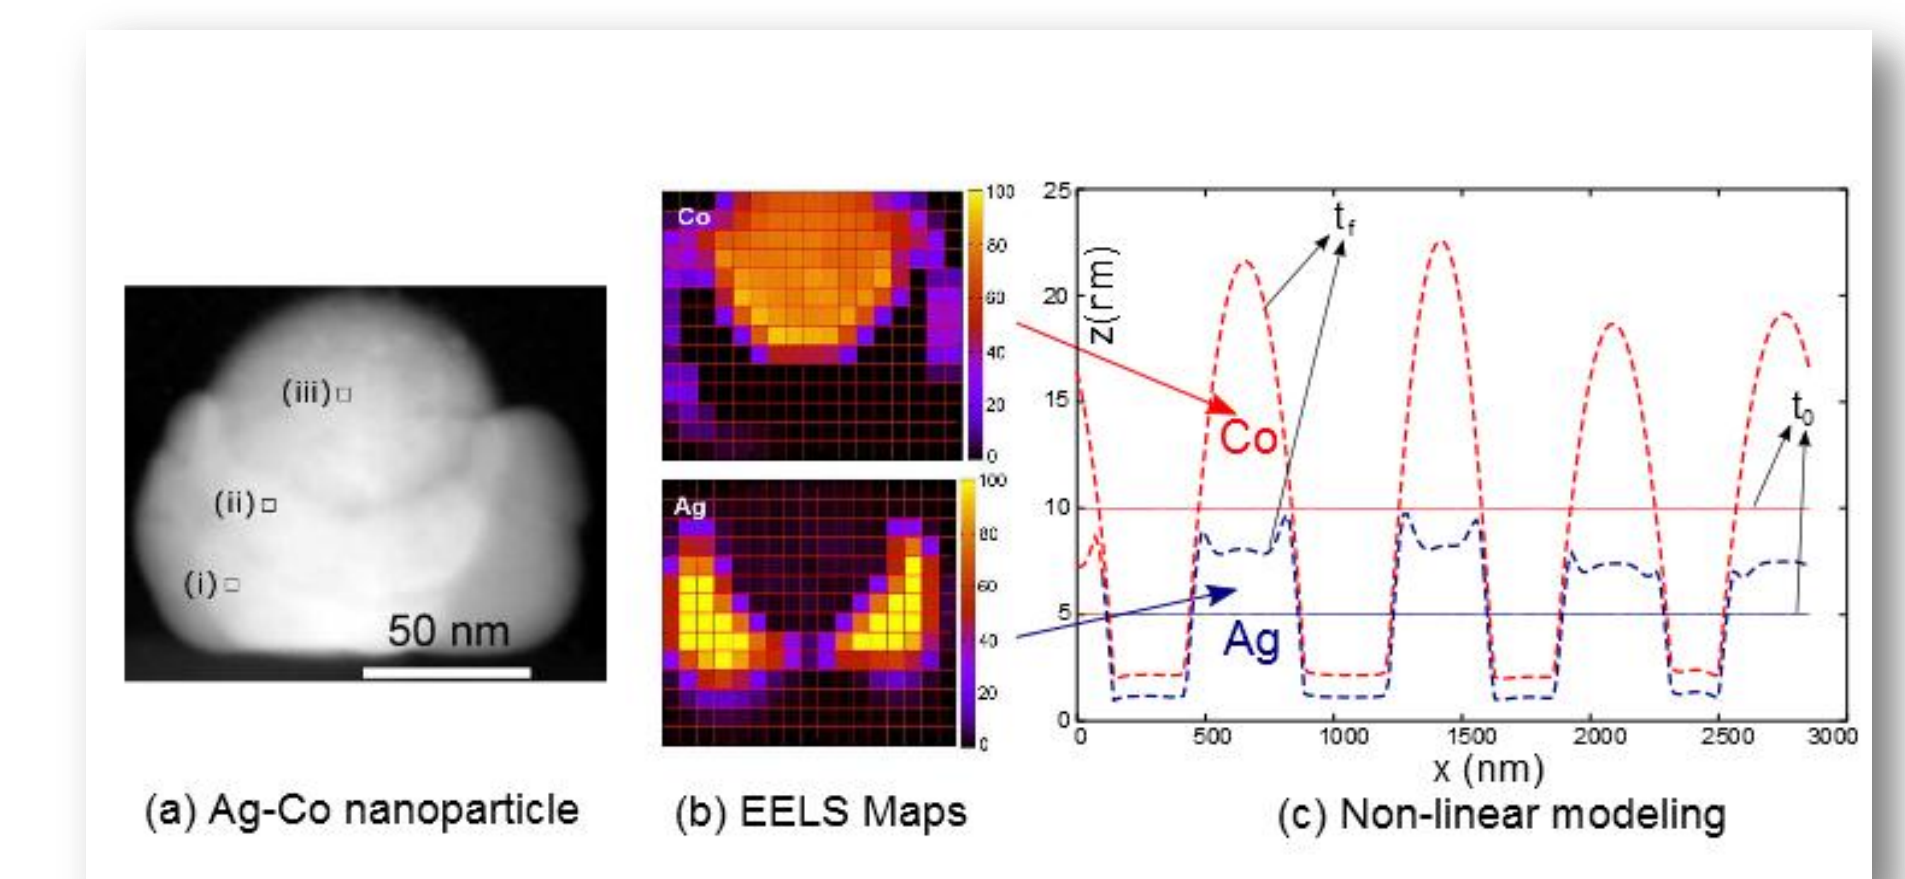 (iii)
(ii)
(i)
50 nm
(a) Ag-Co nanoparticle
Co
100
80
60
40
20
0
Ag
100
80
60
40
20
0
(b) EELS Maps
25
20
15
10
5
0
z(rm)
t_f
t_0
Co
Ag
0 500 1000 1500 2000 2500 3000
x (nm)
(c) Non-linear modeling